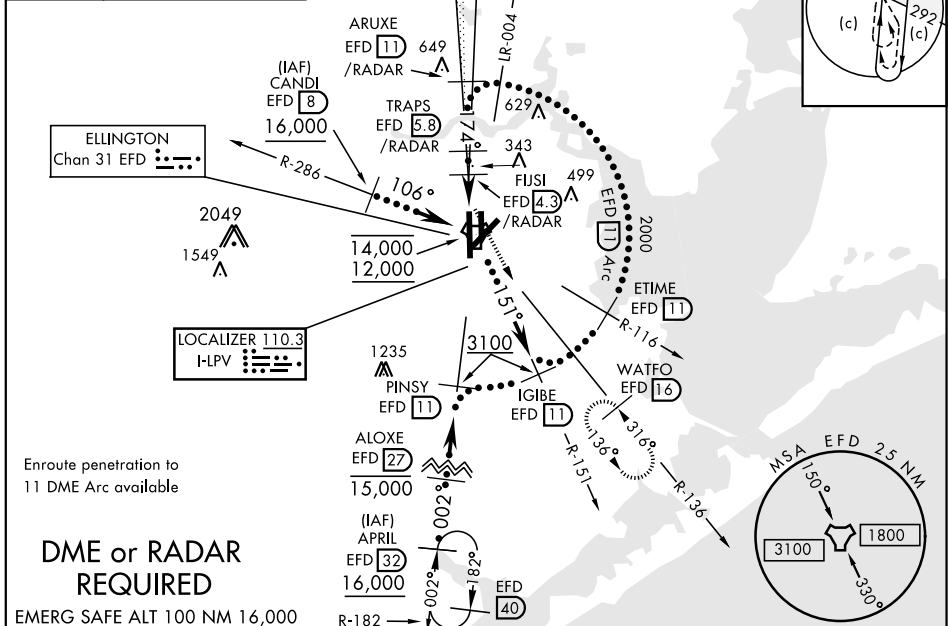 ARUXE
EFD 11
/RADAR
649
LR-004
292
(c)
(c)
(IAF)
CANDI
EFD 8
16,000
TRAPS
EFD 5.8
/RADAR
629
174°
343
ELLINGTON
Chan 31 EFD
R-286
106°
FIJSI
EFD 4.3
/RADAR
499
EFD 11 Arc
2000
2049
1549
14,000
12,000
ETIME
EFD 11
151°
R-116
LOCALIZER 110.3
I-LPV
3100
1235
PINSY
EFD 11
IGIBE
EFD 11
WATFO
EFD 16
316°
136°
R-151
R-136
ALOXE
EFD 27
15,000
Enroute penetration to
11 DME Arc available
002°
MSA EFD 25 NM
150°
3100
1800
330°
(IAF)
APRIL
EFD 32
16,000
DME or RADAR
REQUIRED
002°
182°
EFD
40
EMERG SAFE ALT 100 NM 16,000
R-182